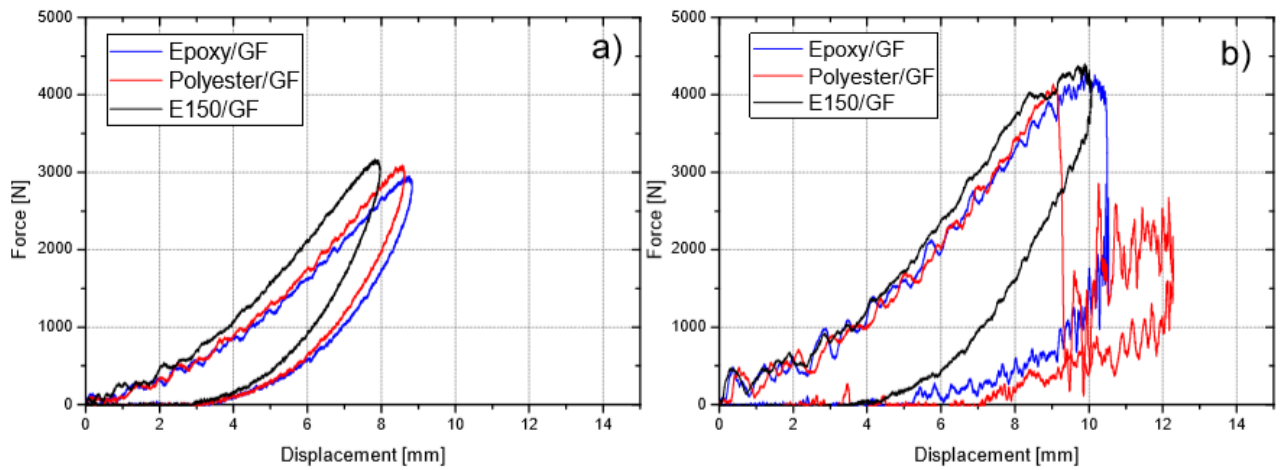 a)
Epoxy/GF
Polyester/GF
E150/GF
5000
4000
3000
2000
1000
0
Force [N]
0 2 4 6 8 10 12 14
Displacement [mm]
b)
Epoxy/GF
Polyester/GF
E150/GF
5000
4000
3000
2000
1000
0
Force [N]
0 2 4 6 8 10 12 14
Displacement [mm]